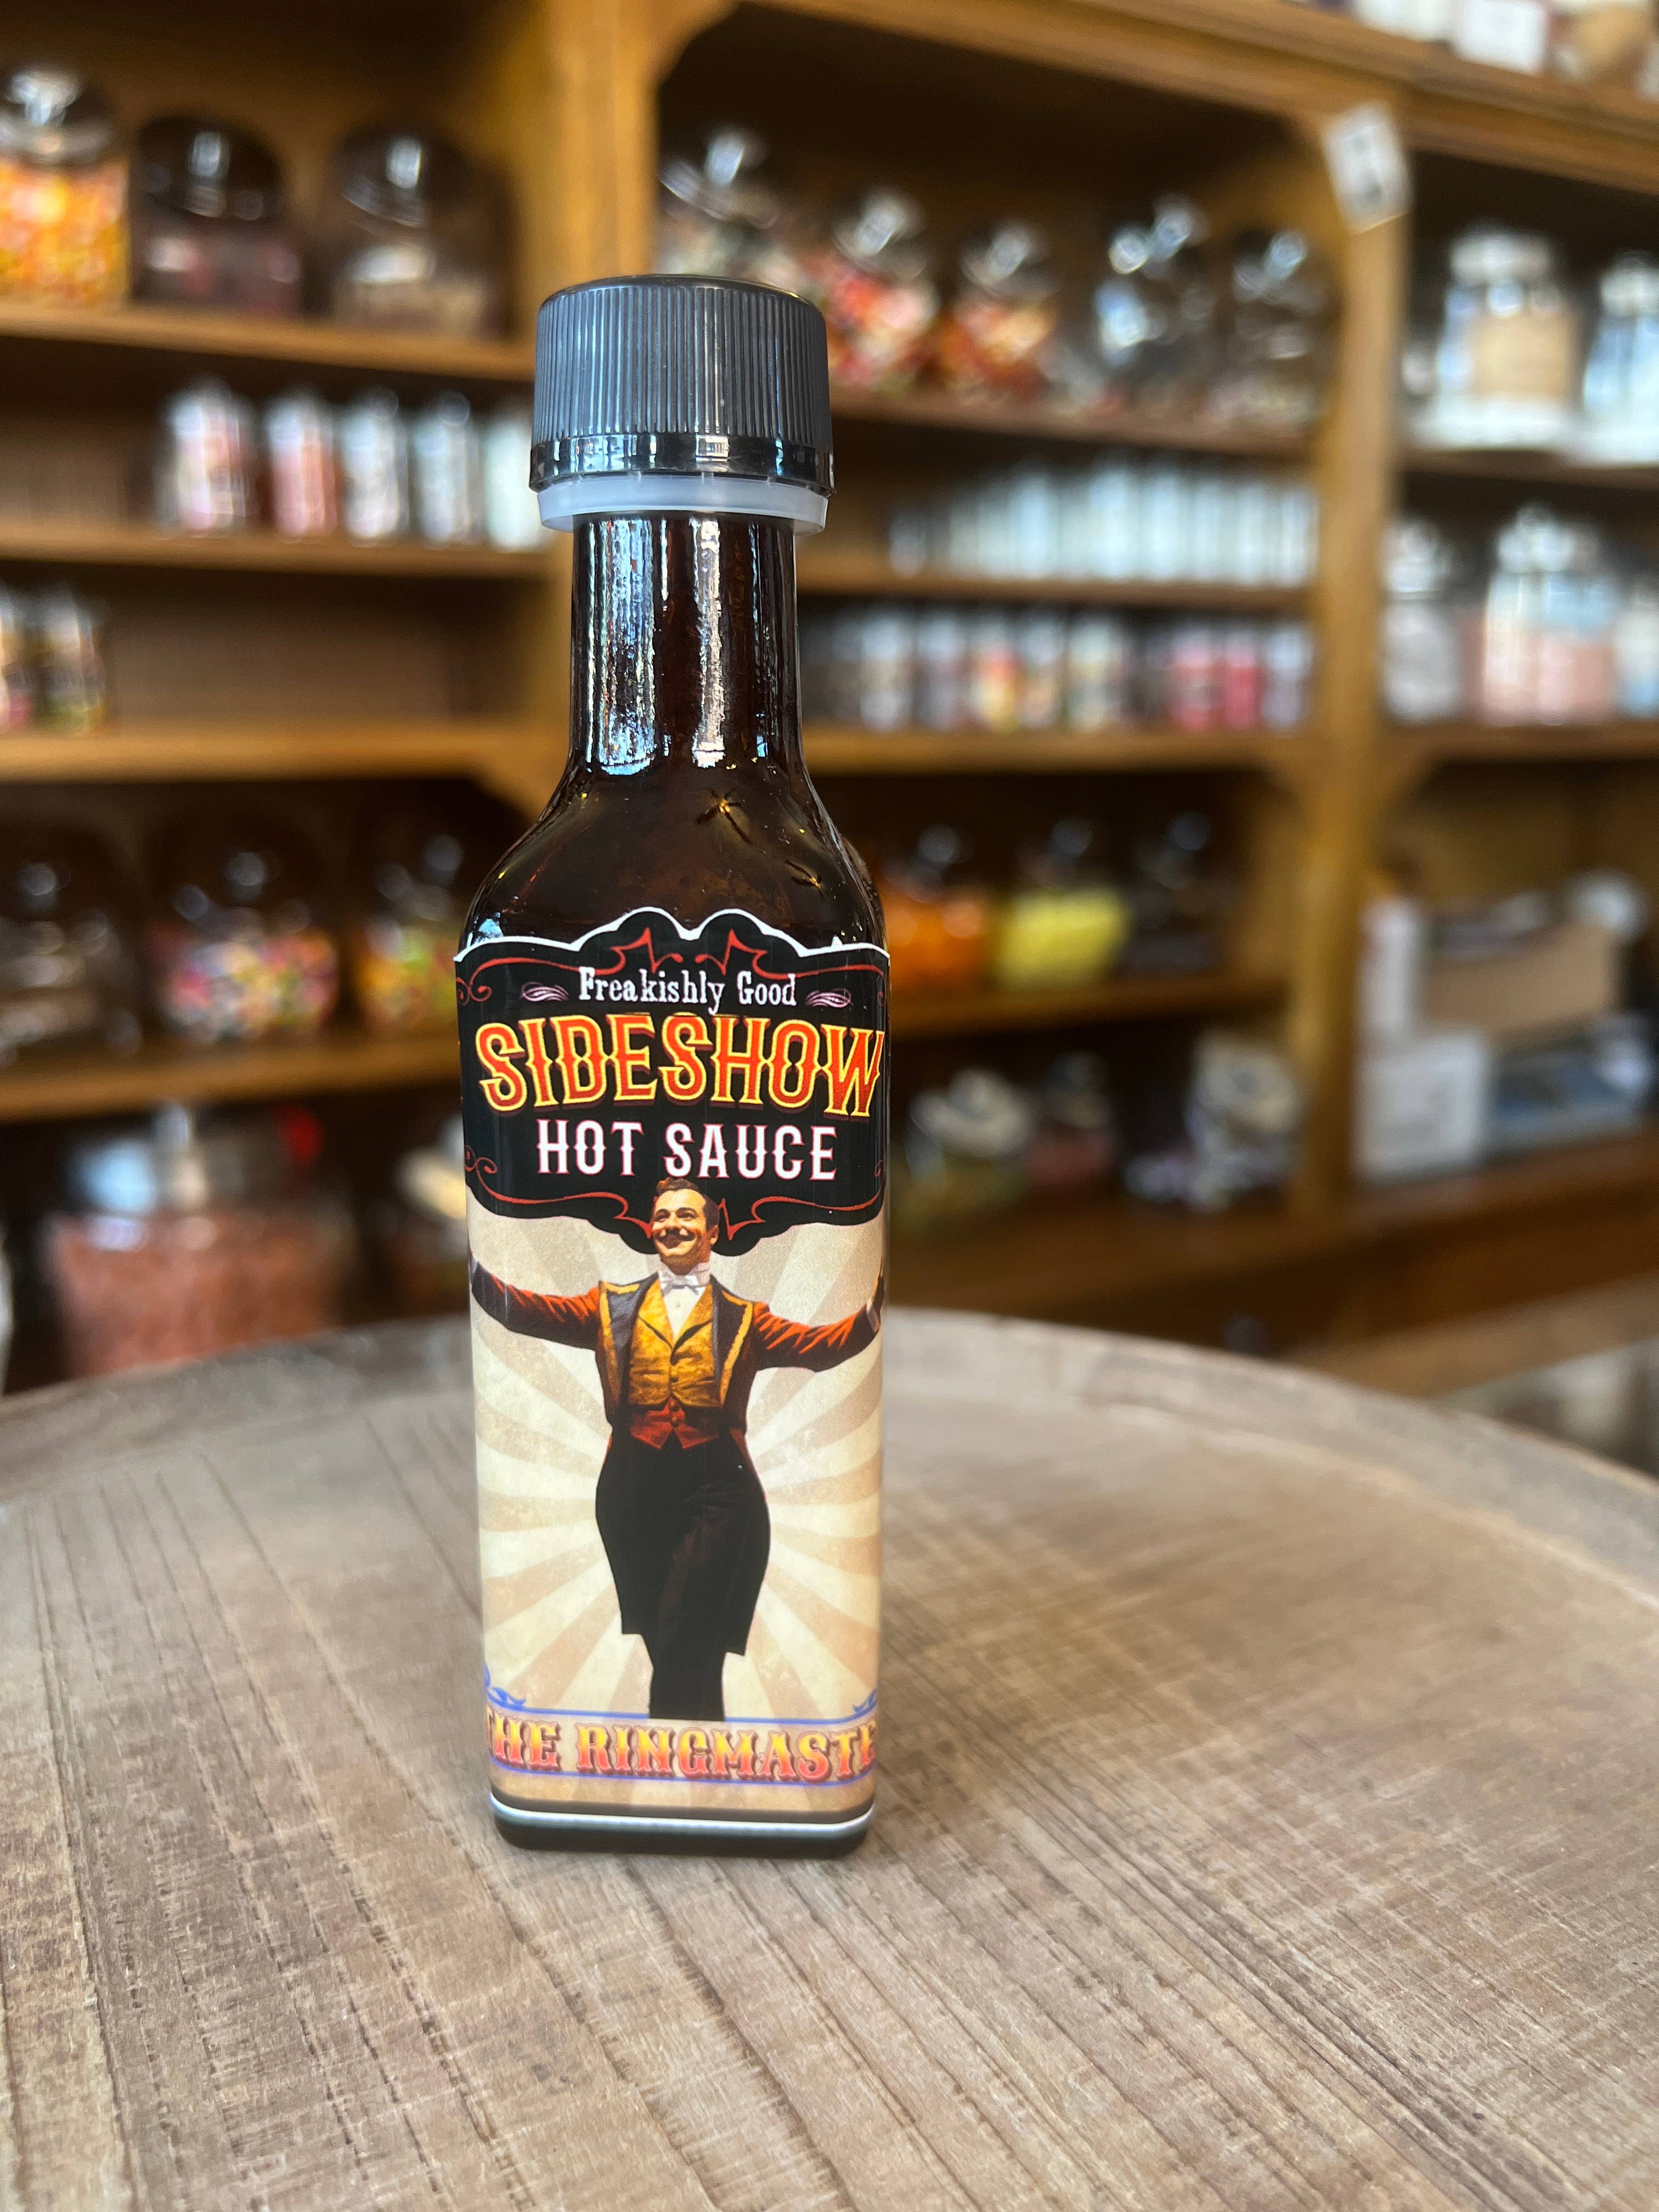 Freakishly Good
SIDESHOW
HOT SAUCE
THE RINGMASTE